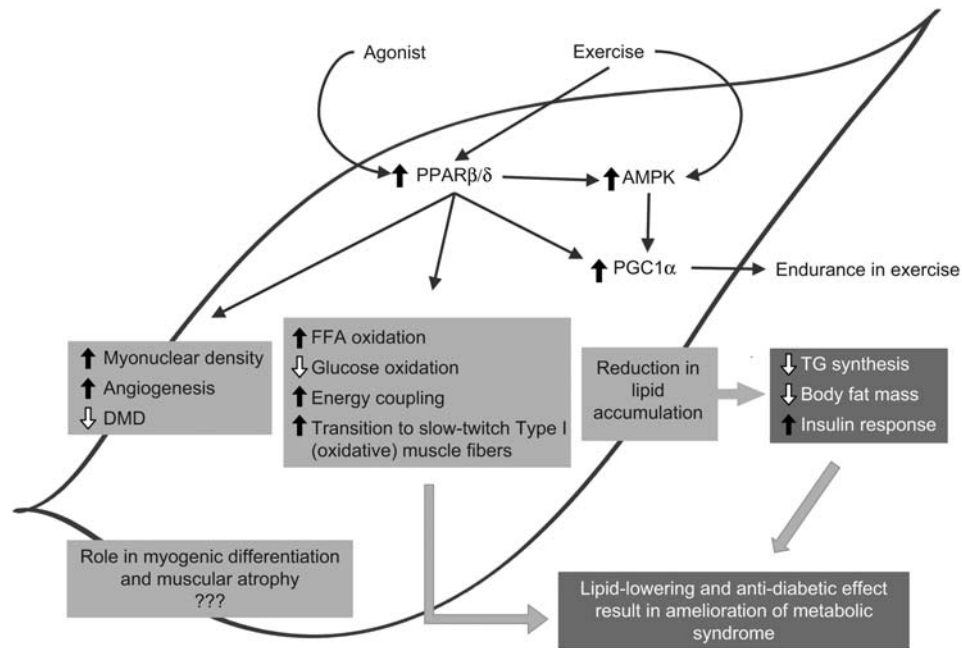 Agonist
Exercise
PPARβ/δ
AMPK
PGC1α
Endurance in exercise
Myonuclear density
Angiogenesis
DMD
FFA oxidation
Glucose oxidation
Energy coupling
Transition to slow-twitch Type I
(oxidative) muscle fibers
Reduction in
lipid
accumulation
TG synthesis
Body fat mass
Insulin response
Role in myogenic differentiation
and muscular atrophy
???
Lipid-lowering and anti-diabetic effect
result in amelioration of metabolic
syndrome